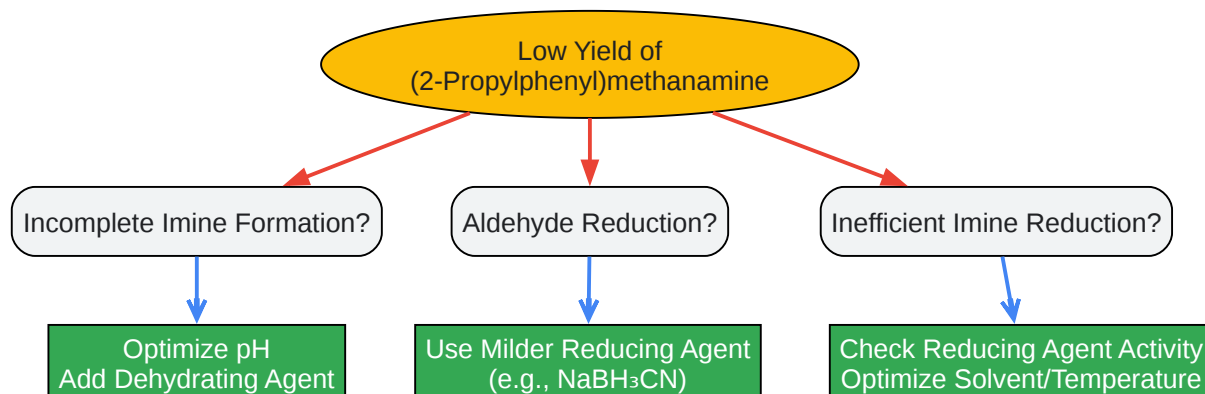 Low Yield of
(2-Propylphenyl)methanamine
Incomplete Imine Formation?
Aldehyde Reduction?
Inefficient Imine Reduction?
Optimize pH
Add Dehydrating Agent
Use Milder Reducing Agent
(e.g., NaBH₃CN)
Check Reducing Agent Activity
Optimize Solvent/Temperature